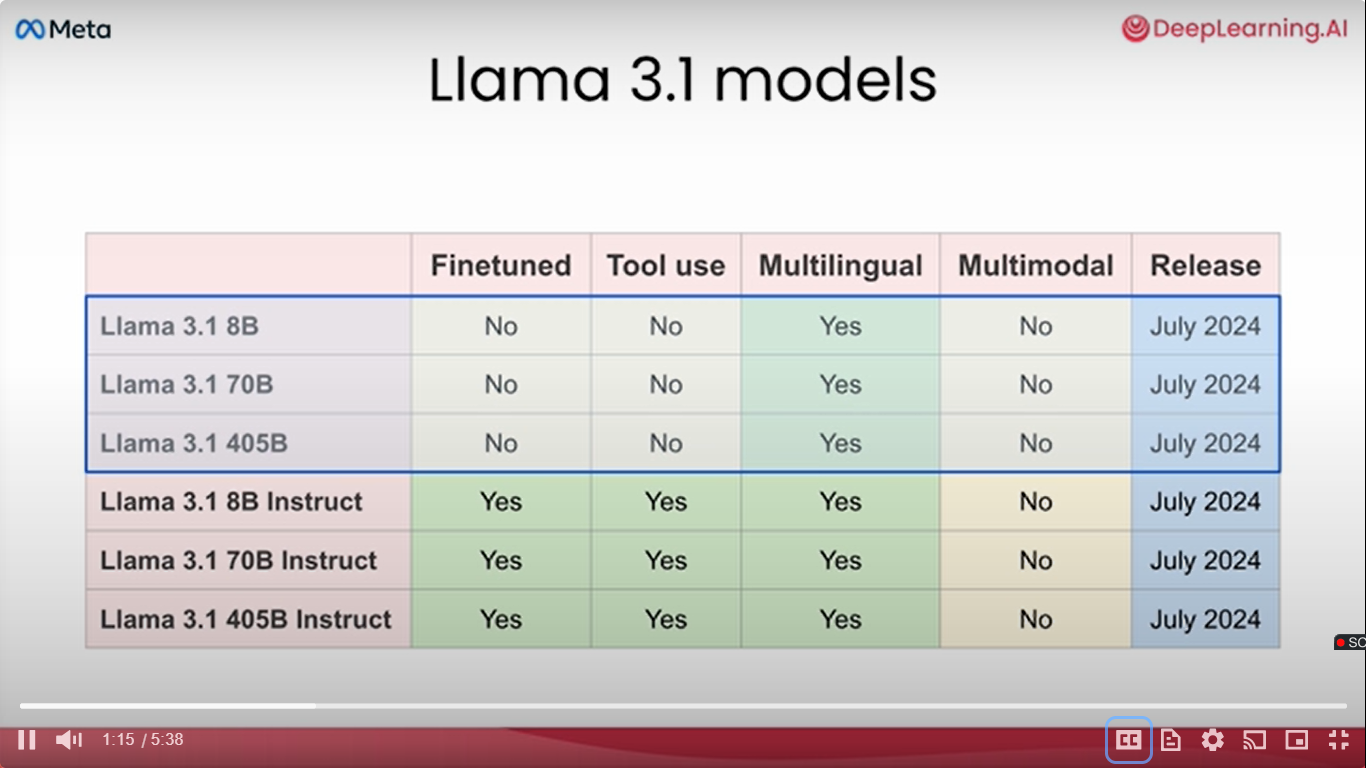 Meta
DeepLearning.AI
Llama 3.1 models
Finetuned Tool use Multilingual Multimodal Release
Llama 3.1 8B No No Yes No July 2024
Llama 3.1 70B No No Yes No July 2024
Llama 3.1 405B No No Yes No July 2024
Llama 3.1 8B Instruct Yes Yes Yes No July 2024
Llama 3.1 70B Instruct Yes Yes Yes No July 2024
Llama 3.1 405B Instruct Yes Yes Yes No July 2024
SC
1:15 / 5:38
CC